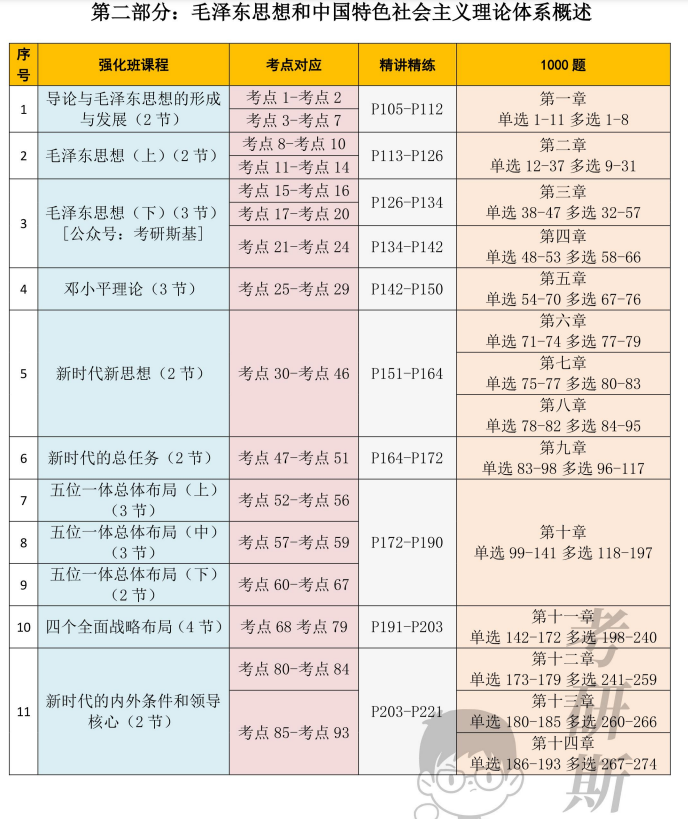 第二部分：毛泽东思想和中国特色社会主义理论体系概述
序号 强化班课程 考点对应 精讲精练 1000 题
1
导论与毛泽东思想的形成
与发展（2 节）
考点 1-考点 2
考点 3-考点 7
P105-P112
第一章
单选 1-11 多选 1-8
2
毛泽东思想（上）（2 节）
考点 8-考点 10
考点 11-考点 14
P113-P126
第二章
单选 12-37 多选 9-31
3
毛泽东思想（下）（3 节）
[公众号：考研斯基]
考点 15-考点 16
考点 17-考点 20
考点 21-考点 24
P126-P134
P134-P142
第三章
单选 38-47 多选 32-57
第四章
单选 48-53 多选 58-66
4
邓小平理论（3 节）
考点 25-考点 29
P142-P150
第五章
单选 54-70 多选 67-76
5
新时代新思想（2 节）
考点 30-考点 46
P151-P164
第六章
单选 71-74 多选 77-79
第七章
单选 75-77 多选 80-83
第八章
单选 78-82 多选 84-95
6
新时代的总任务（2 节）
考点 47-考点 51
P164-P172
第九章
单选 83-98 多选 96-117
7
五位一体总体布局（上）
（3 节）
考点 52-考点 56
8
五位一体总体布局（中）
（3 节）
考点 57-考点 59
9
五位一体总体布局（下）
（2 节）
考点 60-考点 67
P172-P190
第十章
单选 99-141 多选 118-197
10
四个全面战略布局（4 节）
考点 68 考点 79
P191-P203
第十一章
单选 142-172 多选 198-240
11
新时代的内外条件和领导
核心（2 节）
考点 80-考点 84
考点 85-考点 93
P203-P221
第十二章
单选 173-179 多选 241-259
第十三章
单选 180-185 多选 260-266
第十四章
单选 186-193 多选 267-274
考研斯